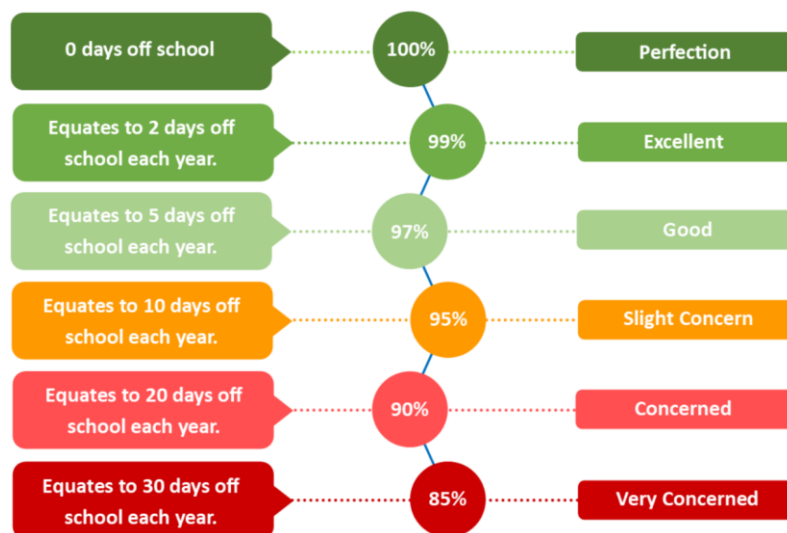 0 days off school
100%
Perfection
Equates to 2 days off
school each year.
99%
Excellent
Equates to 5 days off
school each year.
97%
Good
Equates to 10 days off
school each year.
95%
Slight Concern
Equates to 20 days off
school each year.
90%
Concerned
Equates to 30 days off
school each year.
85%
Very Concerned